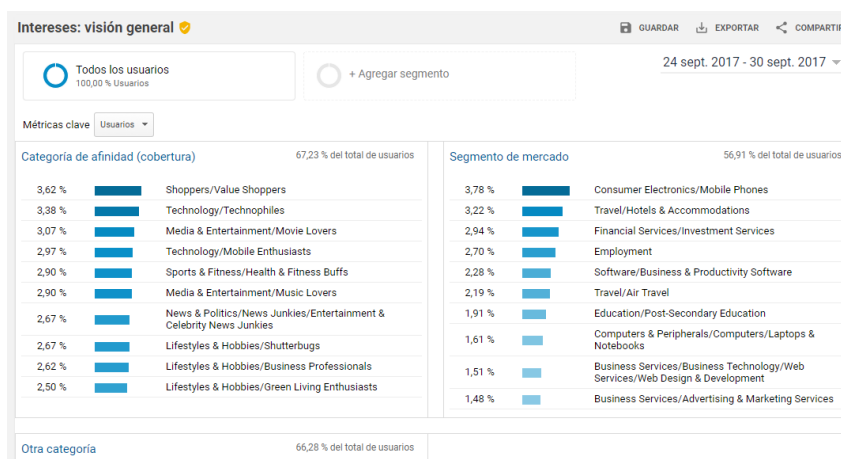 Intereses: visión general
GUARDAR EXPORTAR COMPARTIR
Todos los usuarios
100,00 % Usuarios
+ Agregar segmento
24 sept. 2017 - 30 sept. 2017
Métricas clave Usuarios
Categoría de afinidad (cobertura) 67,23 % del total de usuarios
3,62 % Shoppers/Value Shoppers
3,38 % Technology/Technophiles
3,07 % Media & Entertainment/Movie Lovers
2,97 % Technology/Mobile Enthusiasts
2,90 % Sports & Fitness/Health & Fitness Buffs
2,90 % Media & Entertainment/Music Lovers
2,67 % News & Politics/News Junkies/Entertainment &
Celebrity News Junkies
2,67 % Lifestyles & Hobbies/Shutterbugs
2,62 % Lifestyles & Hobbies/Business Professionals
2,50 % Lifestyles & Hobbies/Green Living Enthusiasts
Segmento de mercado 56,91 % del total de usuarios
3,78 % Consumer Electronics/Mobile Phones
3,22 % Travel/Hotels & Accommodations
2,94 % Financial Services/Investment Services
2,70 % Employment
2,28 % Software/Business & Productivity Software
2,19 % Travel/Air Travel
1,91 % Education/Post-Secondary Education
1,61 % Computers & Peripherals/Computers/Laptops &
Notebooks
1,51 % Business Services/Business Technology/Web
Services/Web Design & Development
1,48 % Business Services/Advertising & Marketing Services
Otra categoría 66,28 % del total de usuarios